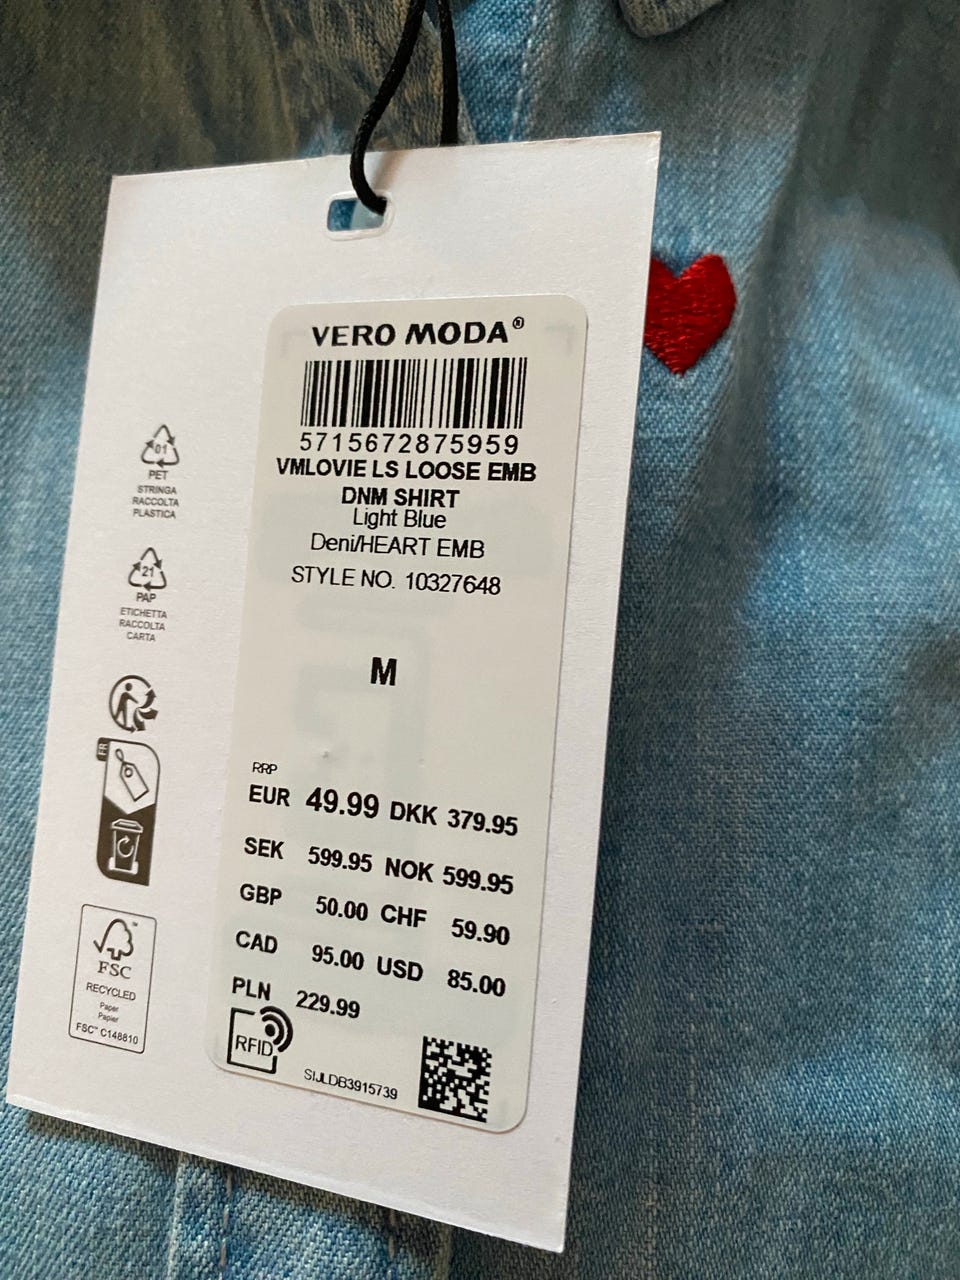 VERO MODA®
5715672875959
VMLOVIE LS LOOSE EMB
DNM SHIRT
Light Blue
Deni/HEART EMB
STYLE NO. 10327648
M
RRP
EUR 49.99 DKK 379.95
SEK 599.95 NOK 599.95
GBP 50.00 CHF 59.90
CAD 95.00 USD 85.00
PLN 229.99
RFID
SIJLDB3915739
01
PET
STRINGA
RACCOLTA
PLASTICA
21
PAP
ETICHETTA
RACCOLTA
CARTA
FR
FSC™
RECYCLED
Paper
Papier
FSC™ C148810